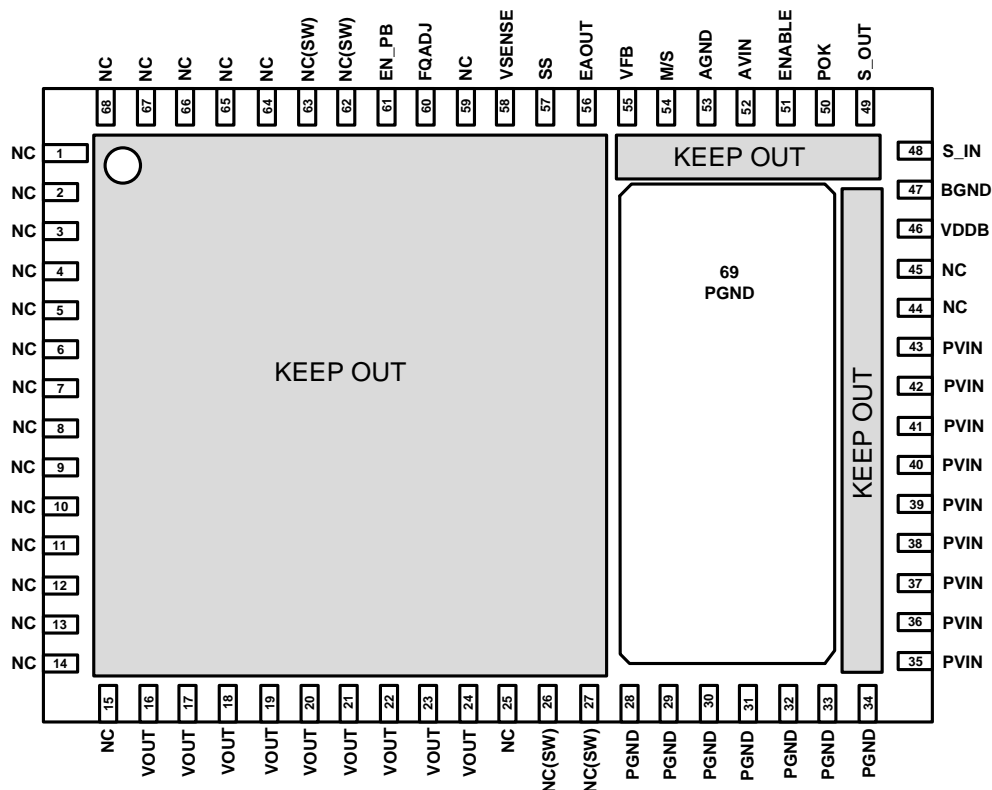 NC NC NC NC NC NC(SW) NC(SW) EN_PB FQADJ NC VSENSE SS EAOUT VFB M/S AGND AVIN ENABLE POK S_OUT
68 67 66 65 64 63 62 61 60 59 58 57 56 55 54 53 52 51 50 49
NC 1
NC 2
NC 3
NC 4
NC 5
NC 6
NC 7
NC 8
NC 9
NC 10
NC 11
NC 12
NC 13
NC 14
KEEP OUT
KEEP OUT
69
PGND
KEEP OUT
48 S_IN
47 BGND
46 VDDB
45 NC
44 NC
43 PVIN
42 PVIN
41 PVIN
40 PVIN
39 PVIN
38 PVIN
37 PVIN
36 PVIN
35 PVIN
15 16 17 18 19 20 21 22 23 24 25 26 27 28 29 30 31 32 33 34
NC VOUT VOUT VOUT VOUT VOUT VOUT VOUT VOUT VOUT NC NC(SW) NC(SW) PGND PGND PGND PGND PGND PGND PGND